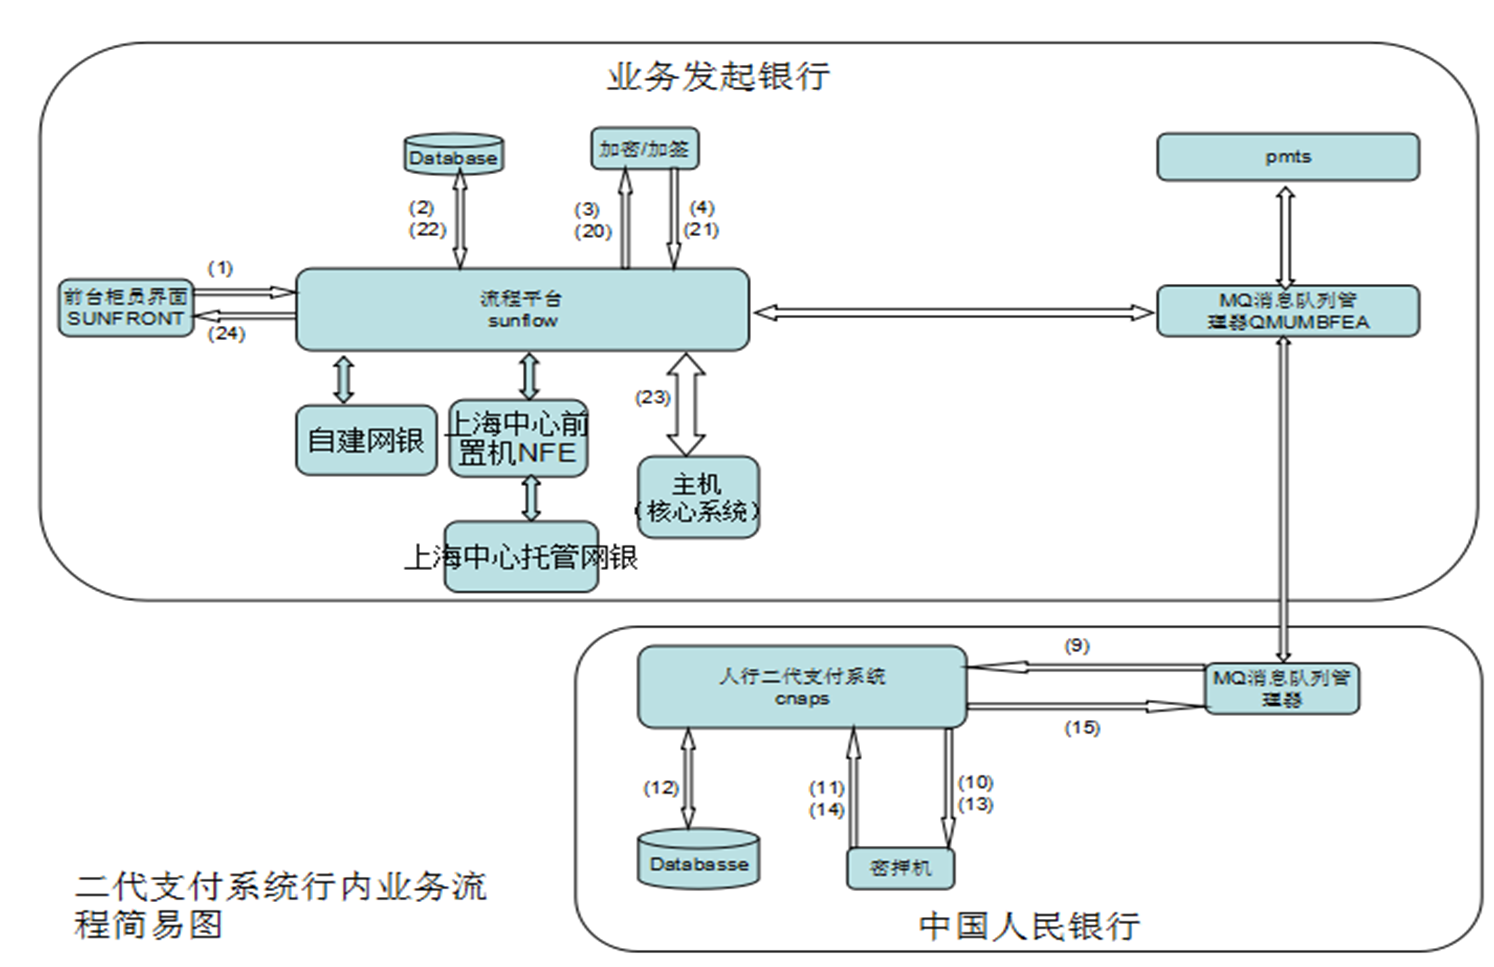 业务发起银行
Database
加密/加签
pmts
(2)
(22)
(3)
(20)
(4)
(21)
(1)
前台柜员界面
SUNFRONT
(24)
流程平台
sunflow
MQ消息队列管
理器QMUMBFEA
(23)
自建网银
上海中心前
置机NFE
主机
(核心系统)
上海中心托管网银
人行二代支付系统
cnaps
(9)
(15)
MQ消息队列管
理器
(12)
(11)
(14)
(10)
(13)
Databasse
密押机
二代支付系统行内业务流
程简易图
中国人民银行